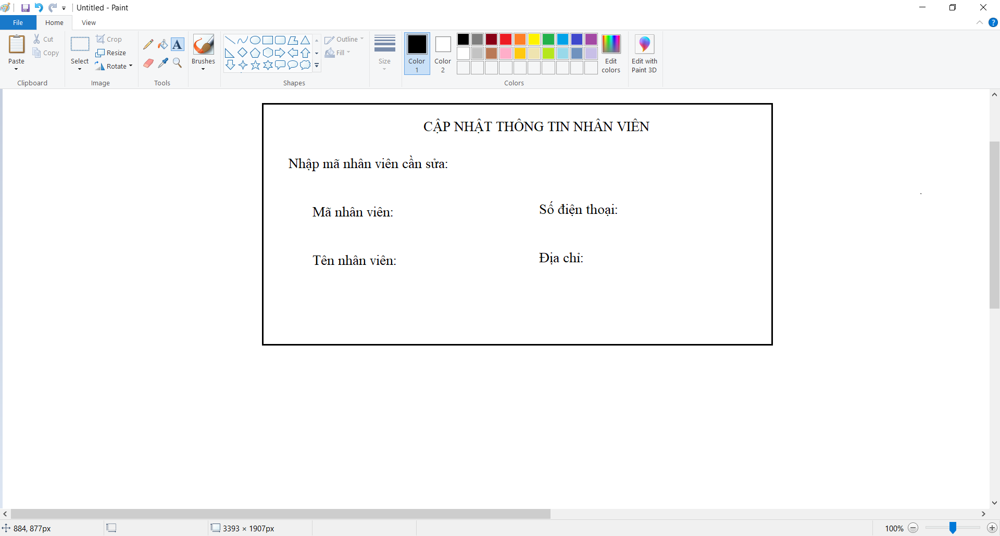 Untitled - Paint
File Home View
Paste Cut Copy Select Crop Resize Rotate A Brushes Outline Fill Size Color 1 Color 2 Edit colors Edit with Paint 3D
Clipboard Image Tools Shapes Colors
CẬP NHẬT THÔNG TIN NHÂN VIÊN
Nhập mã nhân viên cần sửa:
Mã nhân viên: Số điện thoại:
Tên nhân viên: Địa chỉ:
884, 877px 3393 × 1907px 100%